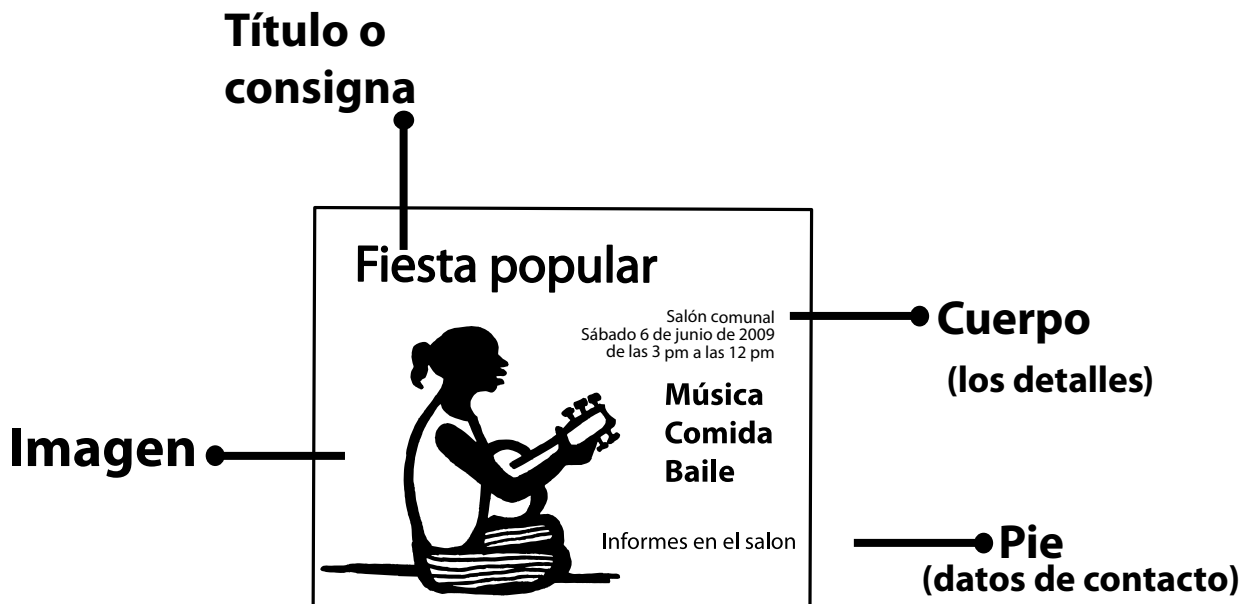 Título o
consigna
Fiesta popular
Salón comunal
Sábado 6 de junio de 2009
de las 3 pm a las 12 pm
Cuerpo
(los detalles)
Música
Comida
Baile
Imagen
Informes en el salon
Pie
(datos de contacto)